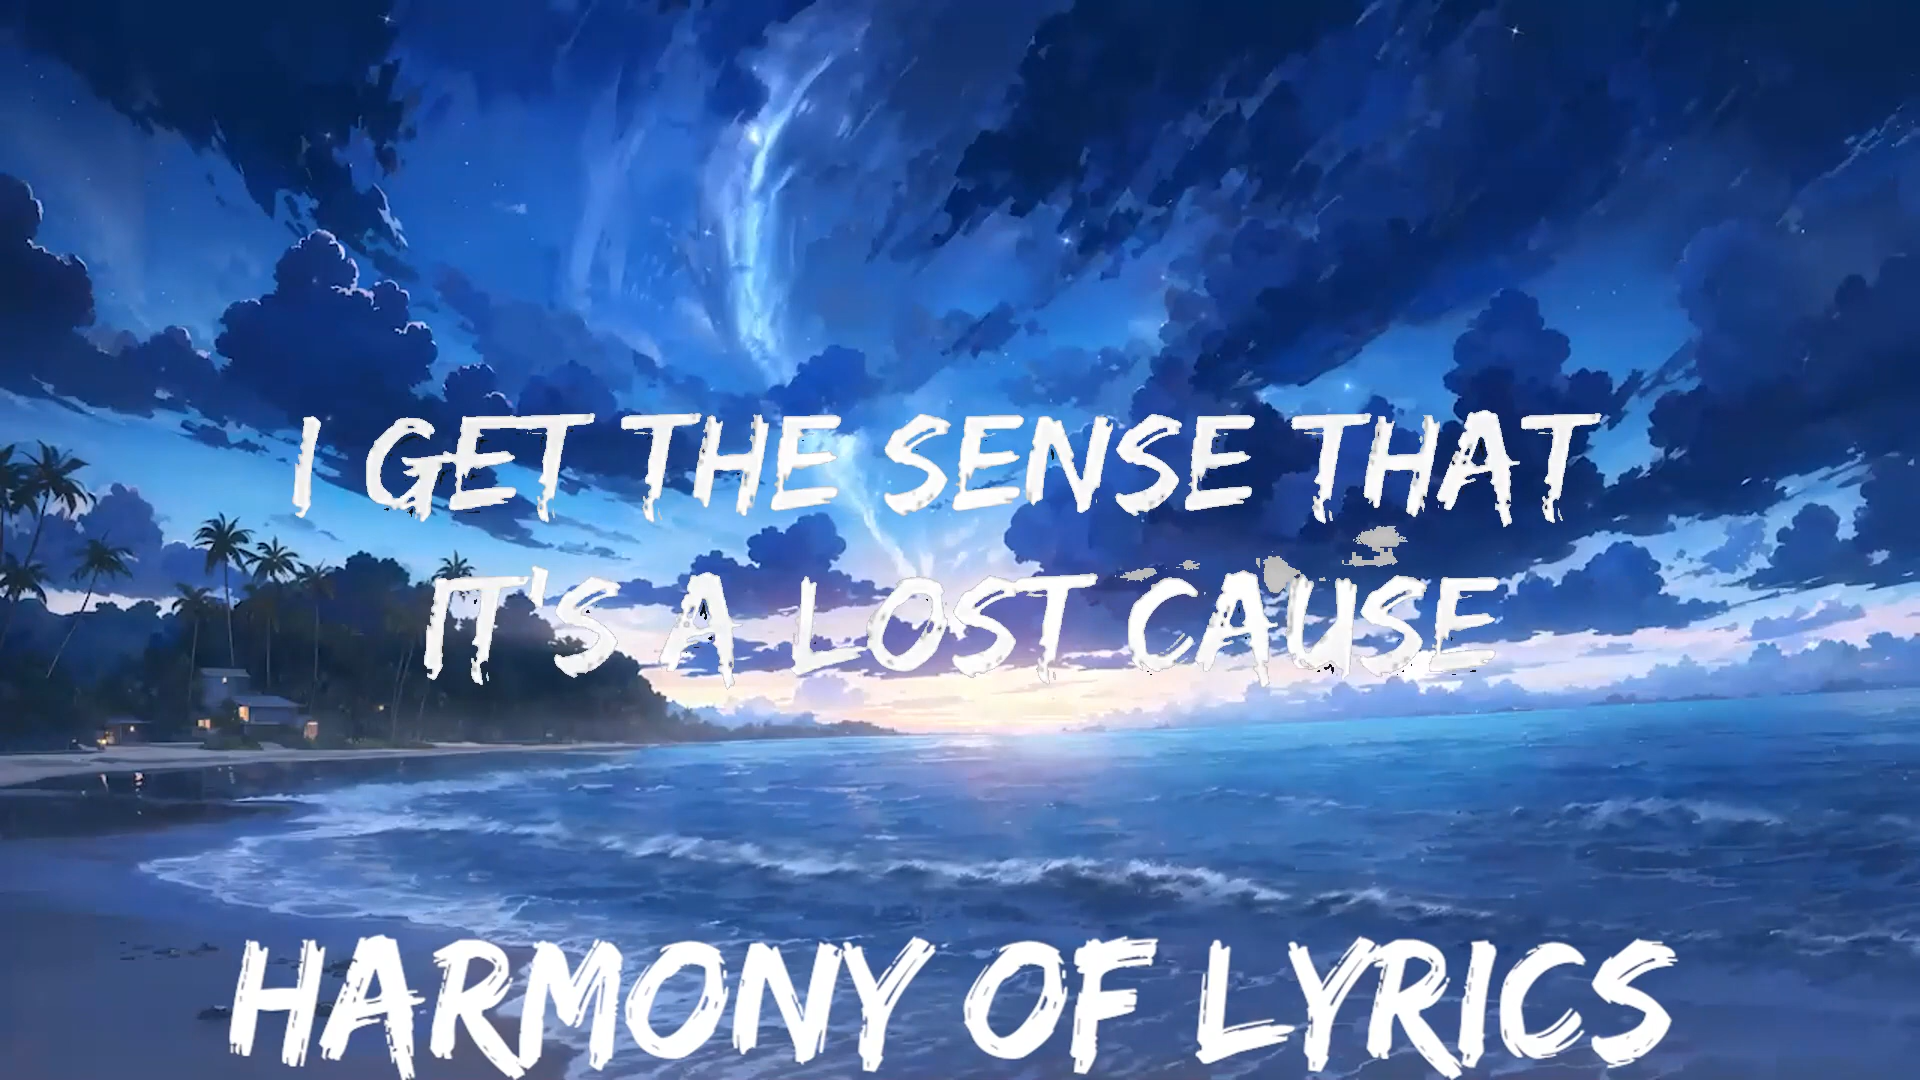 I GET THE SENSE THAT
IT'S A LOST CAUSE
HARMONY OF LYRICS